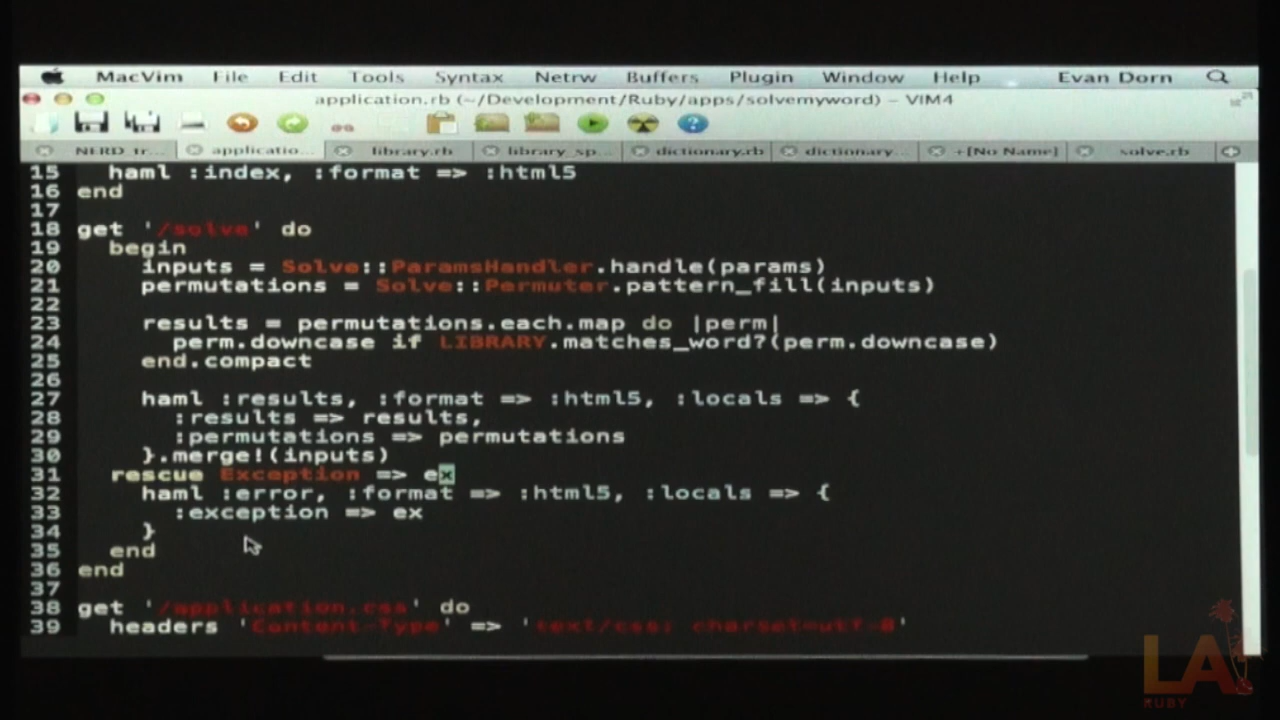 MacVim File Edit Tools Syntax Netrw Buffers Plugin Window Help Evan Dorn
application.rb (~/Development/Ruby/apps/solvemyword) – VIM4
NERD tr... applicatio... library.rb library_sp... dictionary.rb dictionary... +[No Name] solve.rb
15 haml :index, :format => :html5
16 end
17
18 get '/solve' do
19 begin
20 inputs = Solve::ParamsHandler.handle(params)
21 permutations = Solve::Permuter.pattern_fill(inputs)
22
23 results = permutations.each.map do |perm|
24 perm.downcase if LIBRARY.matches_word?(perm.downcase)
25 end.compact
26
27 haml :results, :format => :html5, :locals => {
28 :results => results,
29 :permutations => permutations
30 }.merge!(inputs)
31 rescue Exception => ex
32 haml :error, :format => :html5, :locals => {
33 :exception => ex
34 }
35 end
36 end
37
38 get '/application.css' do
39 headers 'Content-Type' => 'text/css; charset=utf-8'
LA
RUBY